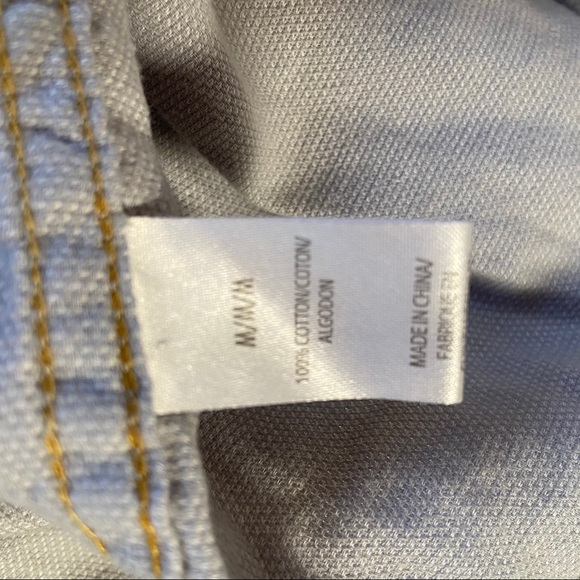 M/M/M
100% COTTON/COTON/
ALGODON
MADE IN CHINA/
FABRIQUE EN